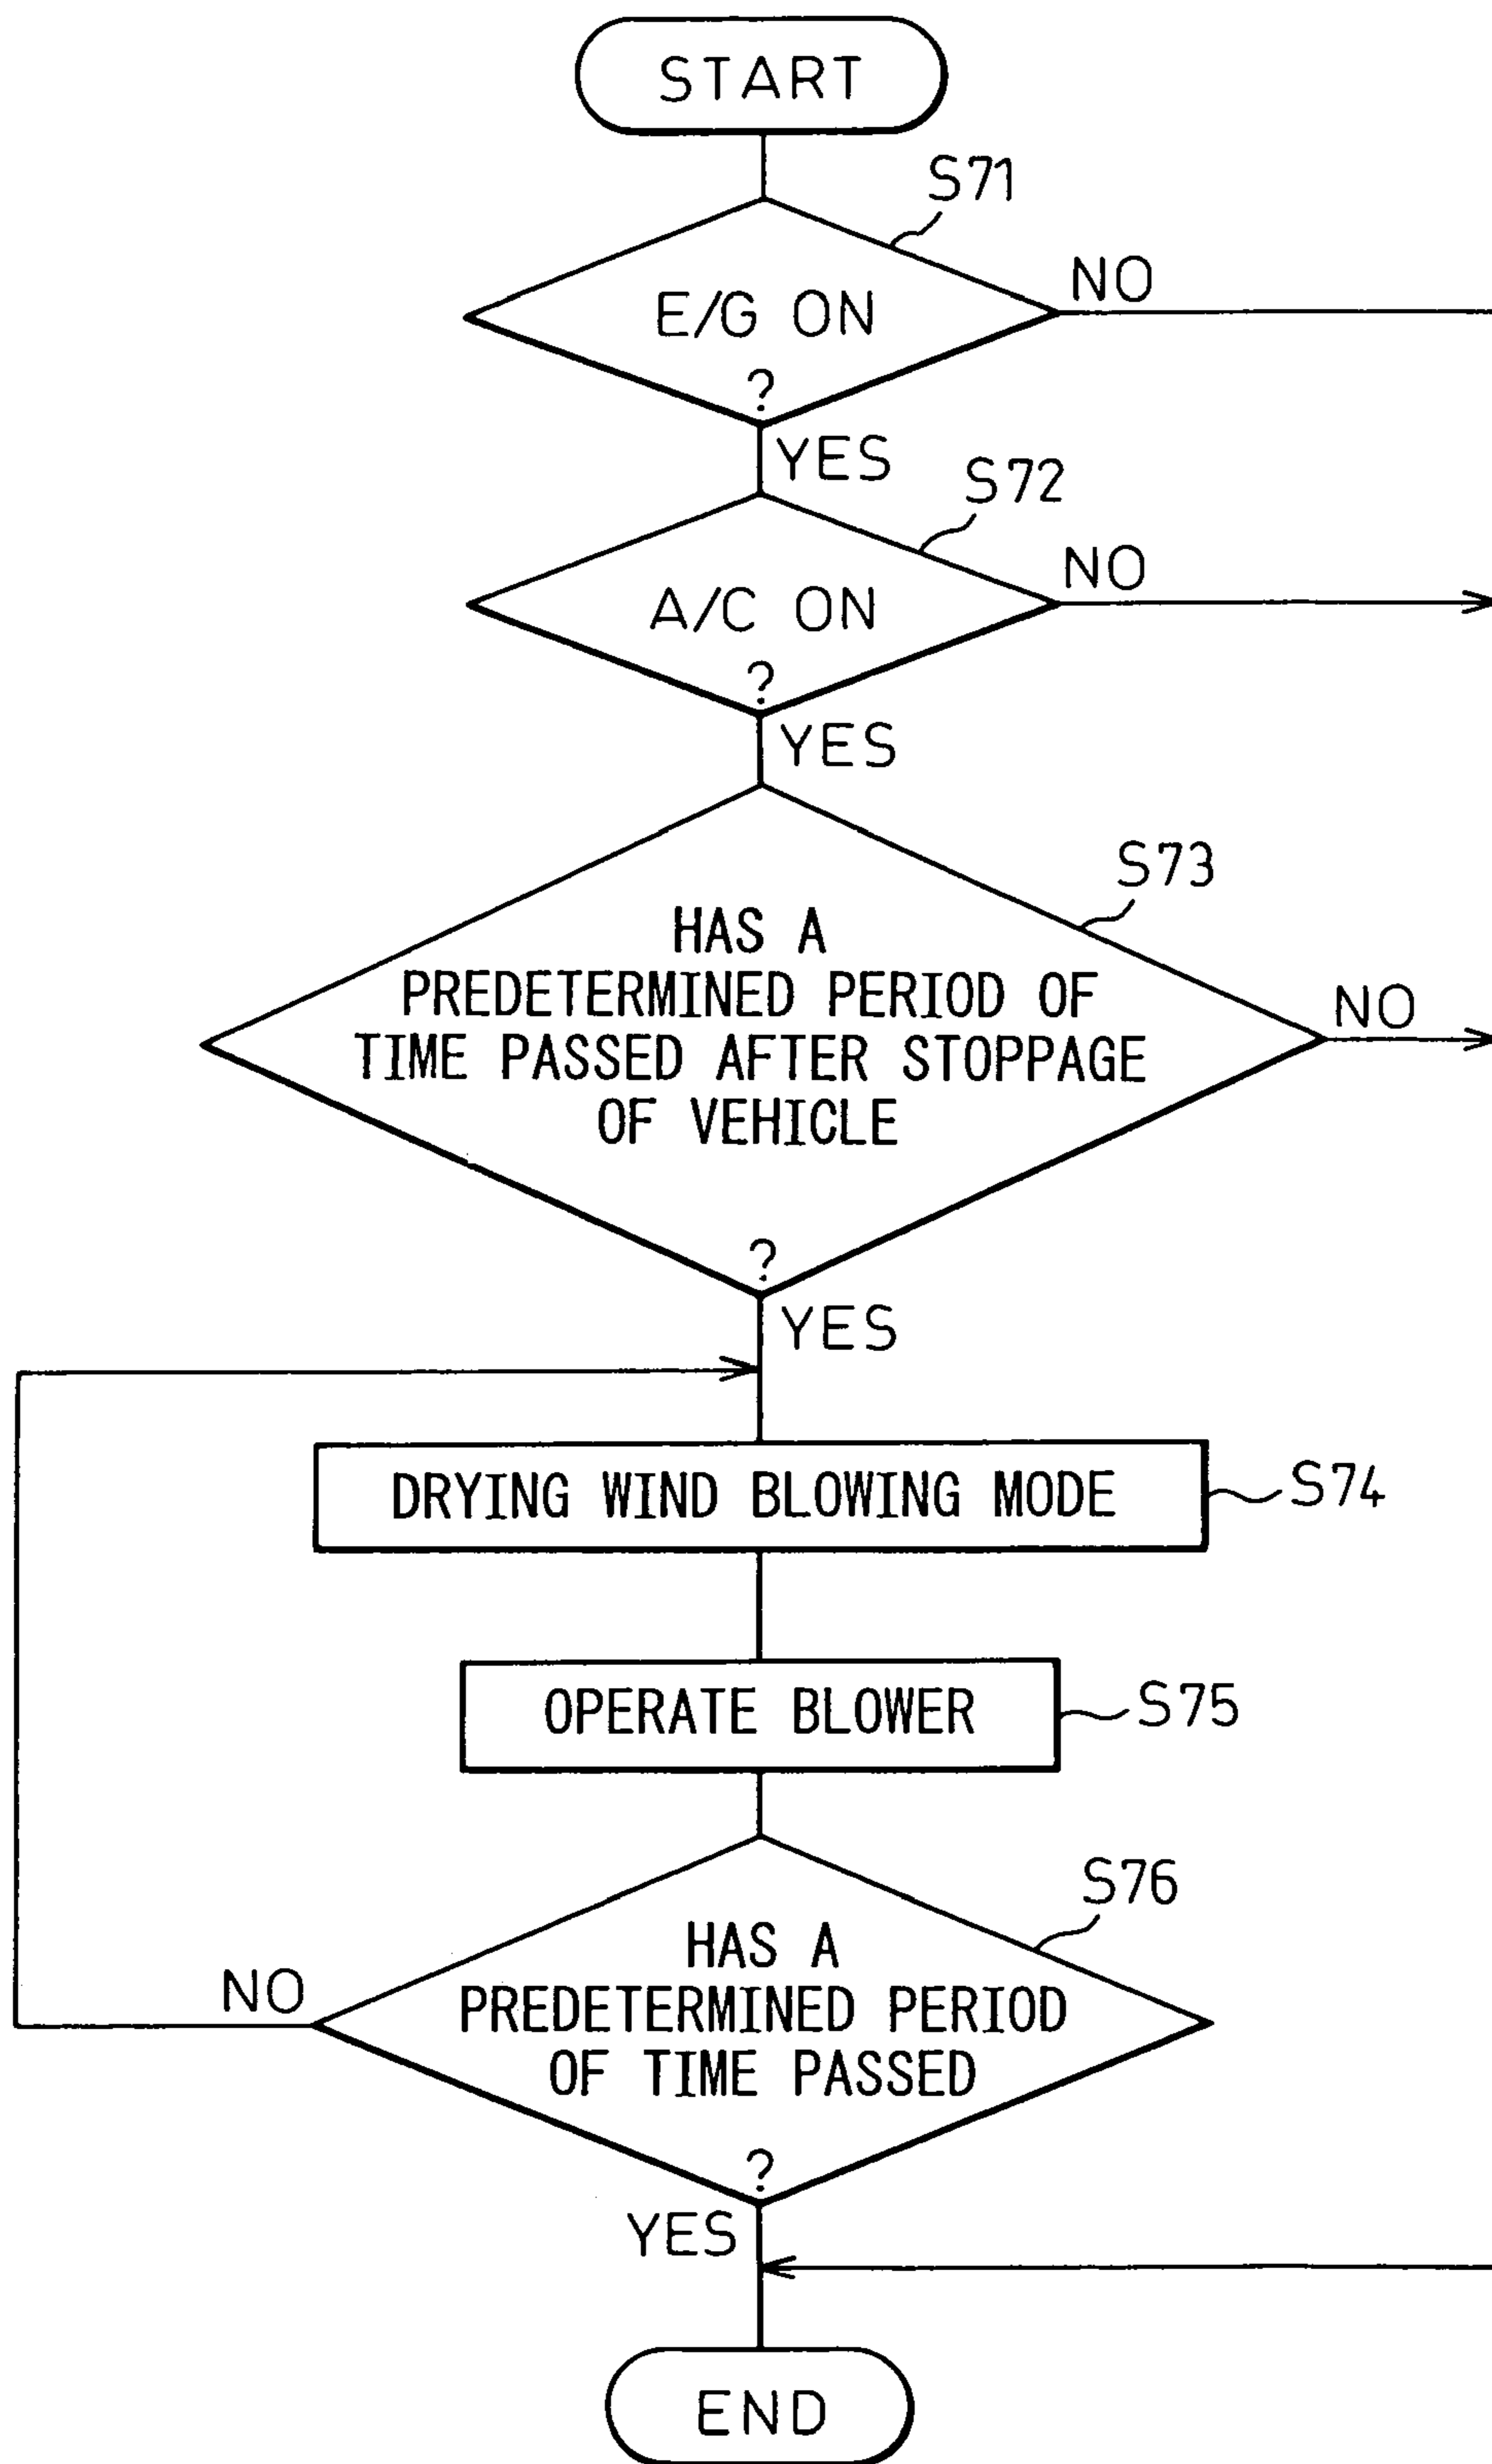 START
S71
E/G ON
?
NO
YES
S72
A/C ON
?
NO
YES
S73
HAS A
PREDETERMINED PERIOD OF
TIME PASSED AFTER STOPPAGE
OF VEHICLE
?
NO
YES
DRYING WIND BLOWING MODE
S74
OPERATE BLOWER
S75
S76
HAS A
PREDETERMINED PERIOD
OF TIME PASSED
?
NO
YES
END